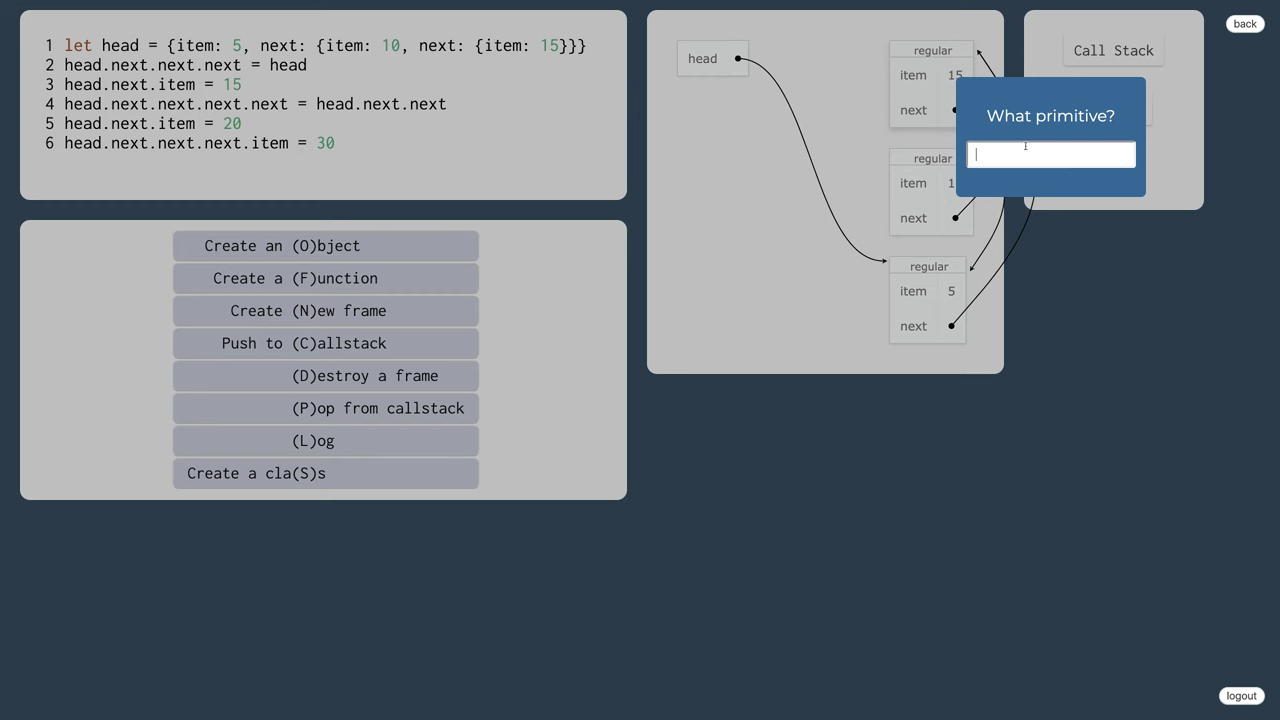 1 let head = {item: 5, next: {item: 10, next: {item: 15}}}
2 head.next.next.next = head
3 head.next.item = 15
4 head.next.next.next.next = head.next.next
5 head.next.item = 20
6 head.next.next.next.item = 30
Create an (O)bject
Create a (F)unction
Create (N)ew frame
Push to (C)allstack
(D)estroy a frame
(P)op from callstack
(L)og
Create a cla(S)s
head
regular
item 15
next
regular
item
next
regular
item 5
next
What primitive?
Call Stack
back
logout